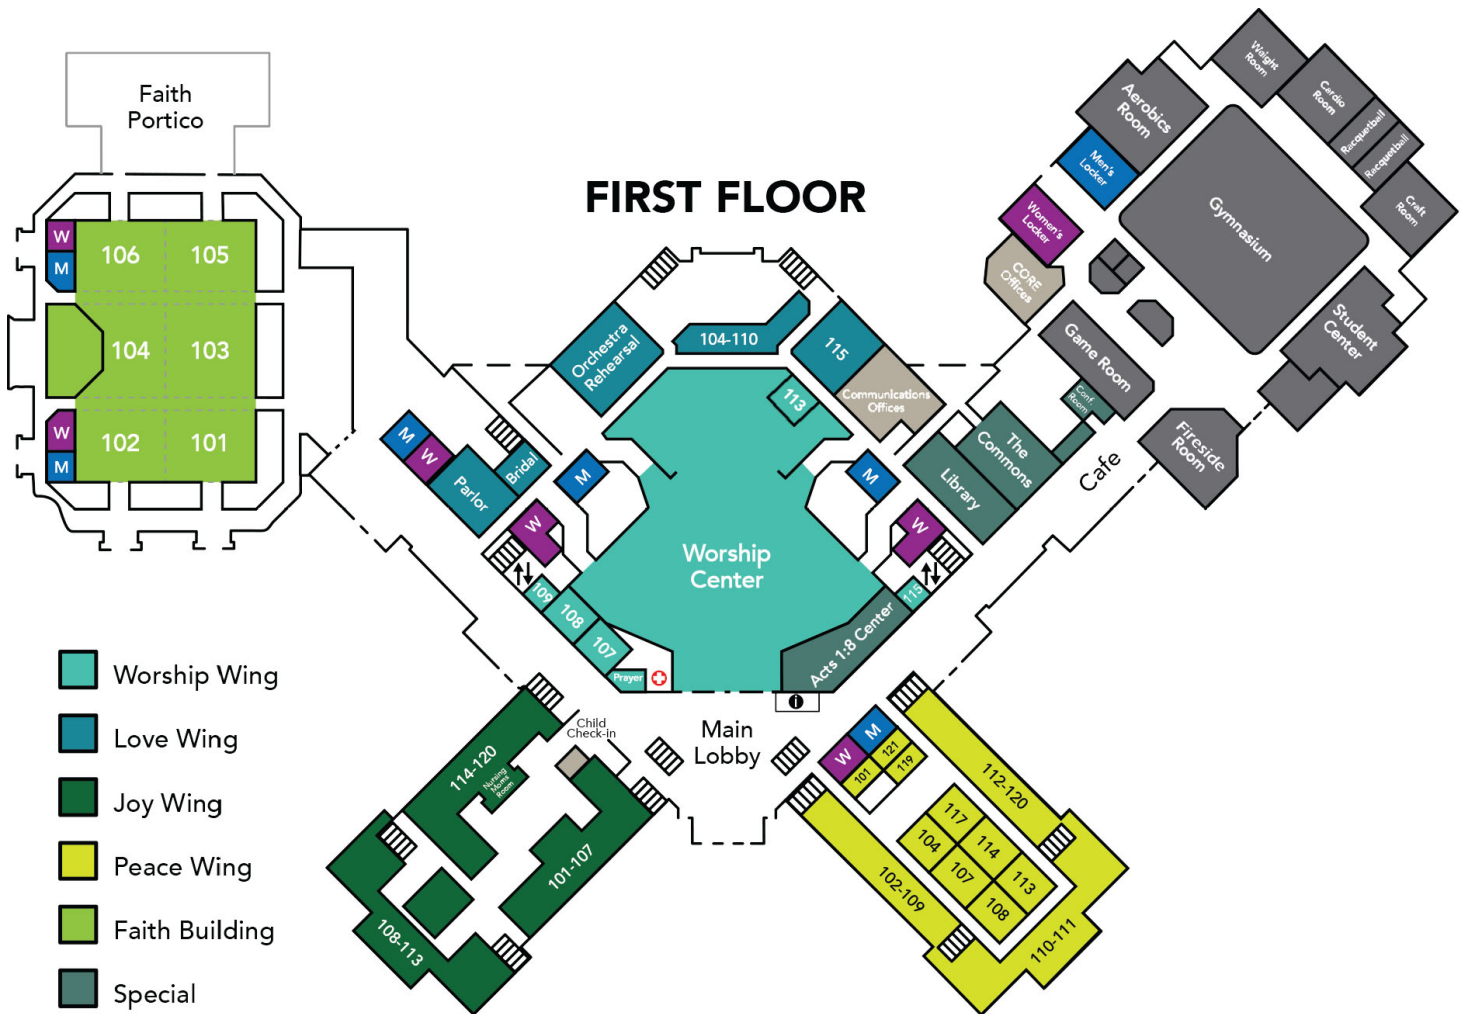 Faith
Portico
FIRST FLOOR
W
M
106
105
104
103
W
M
102
101
Weight
Room
Cardio
Room
Racquetball
Racquetball
Craft
Room
Aerobics
Room
Men's
Locker
Women's
Locker
CORE
Offices
Gymnasium
Student
Center
Game Room
Conf.
Room
Fireside
Room
Cafe
The
Commons
Library
Orchestra
Rehearsal
104-110
115
Communications
Offices
113
M
W
Parlor
Bridal
M
W
M
W
Worship
Center
109
108
107
Prayer
115
Acts 1:8 Center
i
Main
Lobby
Child
Check-in
114-120
Nursing
Moms
Room
101-107
108-113
M
W
121
119
101
112-120
117
104
114
107
113
108
102-109
110-111
Worship Wing
Love Wing
Joy Wing
Peace Wing
Faith Building
Special